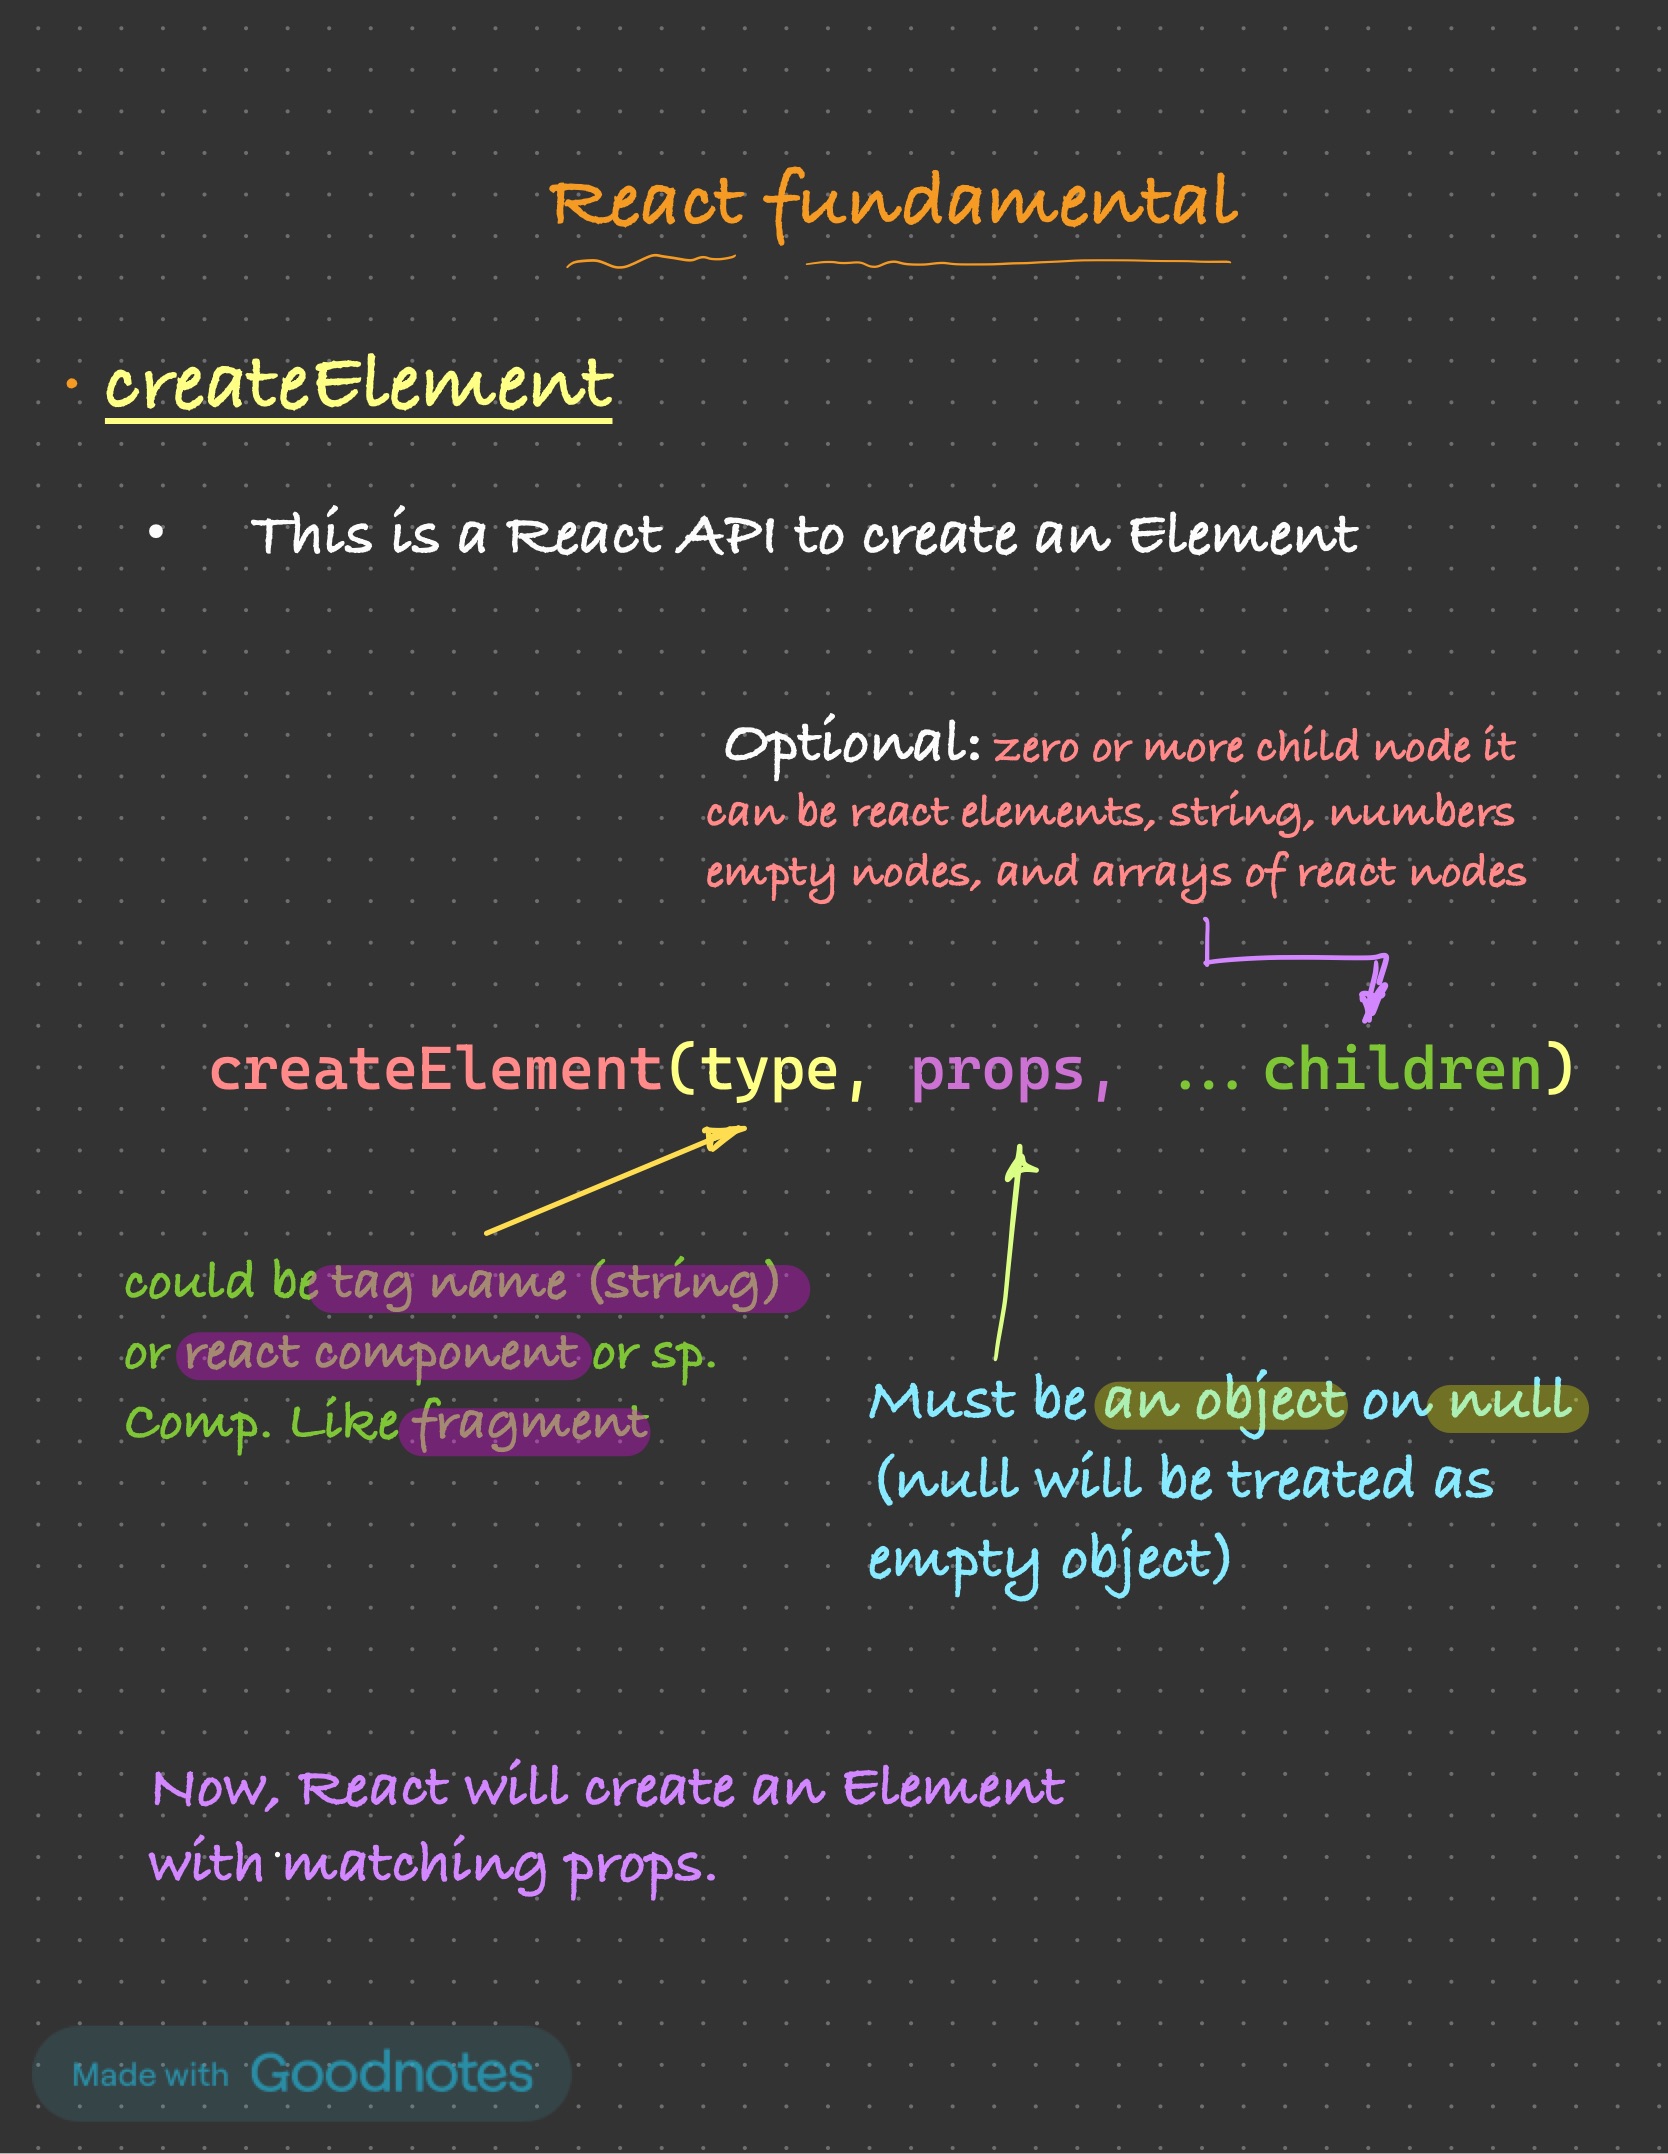 React fundamental
• createElement
• This is a React API to create an Element
Optional: zero or more child node it
can be react elements, string, numbers
empty nodes, and arrays of react nodes
createElement(type, props, ... children)
could be tag name (string)
or react component or sp.
Comp. Like fragment
Must be an object on null
(null will be treated as
empty object)
Now, React will create an Element
with matching props.
Made with Goodnotes